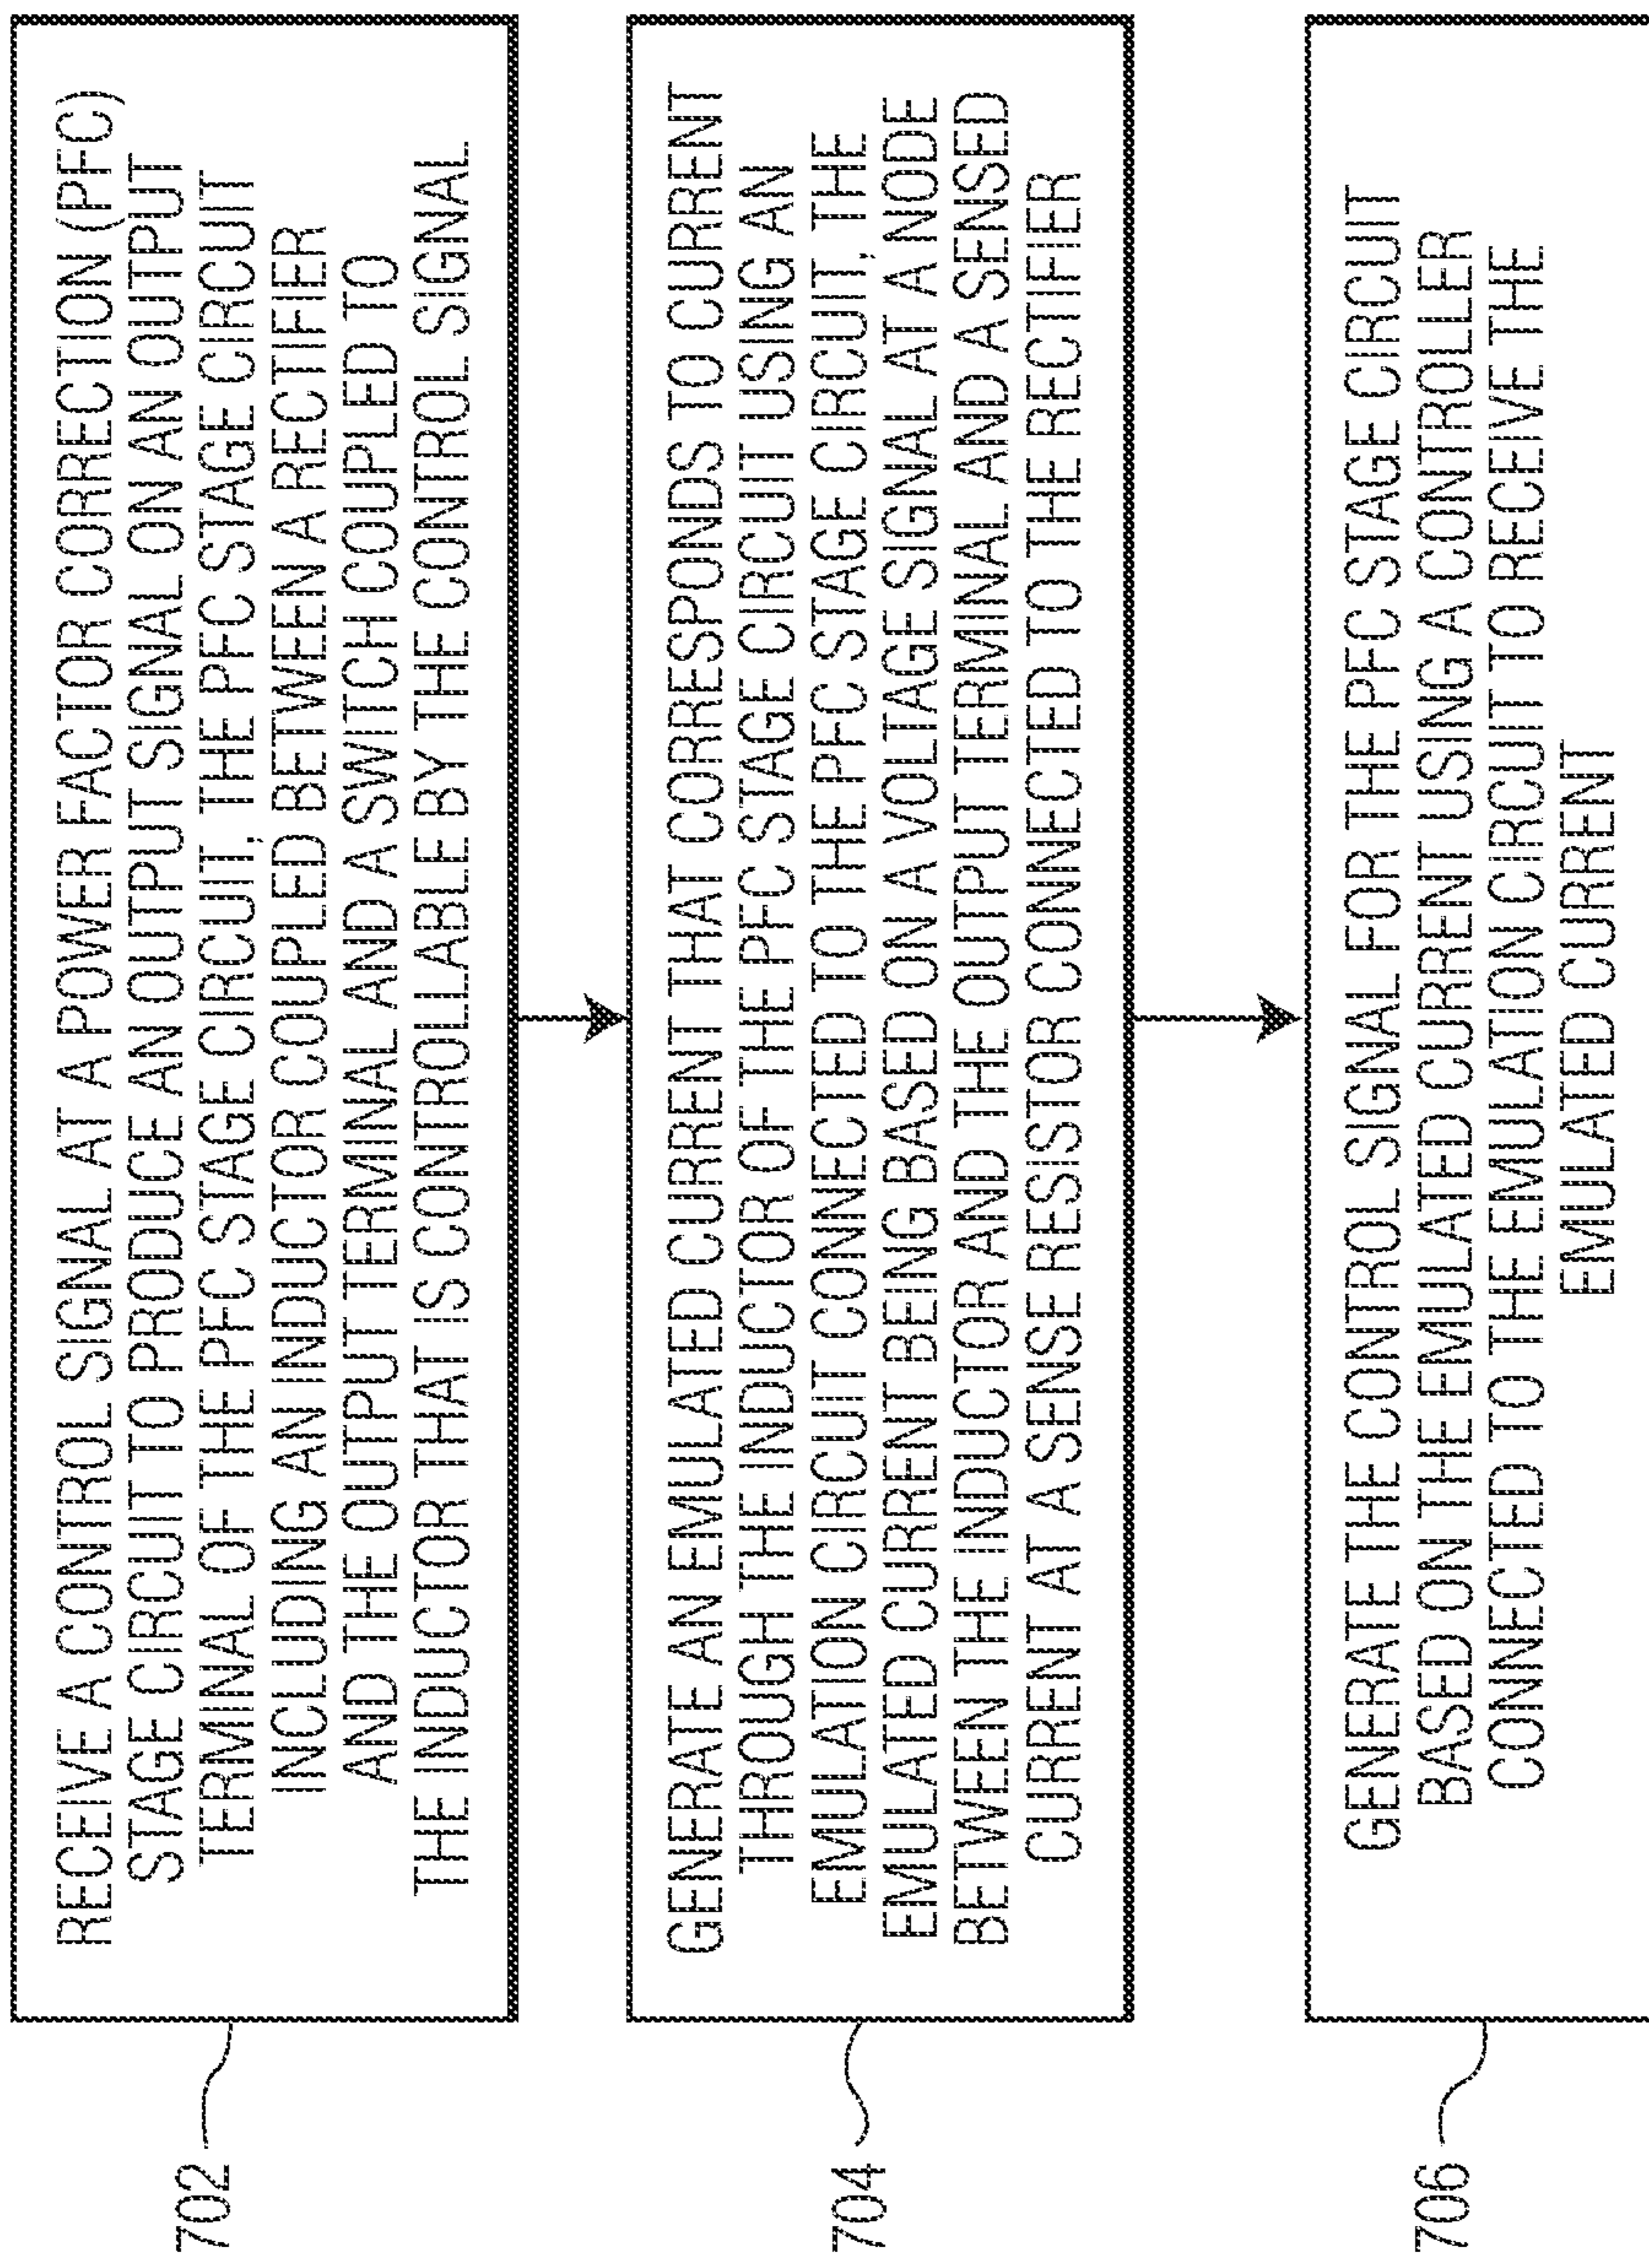 702
RECEIVE A CONTROL SIGNAL AT A POWER FACTOR CORRECTION (PFC)
STAGE CIRCUIT TO PRODUCE AN OUTPUT SIGNAL ON AN OUTPUT
TERMINAL OF THE PFC STAGE CIRCUIT, THE PFC STAGE CIRCUIT
INCLUDING AN INDUCTOR COUPLED BETWEEN A RECTIFIER
AND THE OUTPUT TERMINAL AND A SWITCH COUPLED TO
THE INDUCTOR THAT IS CONTROLLABLE BY THE CONTROL SIGNAL
704
GENERATE AN EMULATED CURRENT THAT CORRESPONDS TO CURRENT
THROUGH THE INDUCTOR OF THE PFC STAGE CIRCUIT USING AN
EMULATION CIRCUIT CONNECTED TO THE PFC STAGE CIRCUIT, THE
EMULATED CURRENT BEING BASED ON A VOLTAGE SIGNAL AT A NODE
BETWEEN THE INDUCTOR AND THE OUTPUT TERMINAL AND A SENSED
CURRENT AT A SENSE RESISTOR CONNECTED TO THE RECTIFIER
706
GENERATE THE CONTROL SIGNAL FOR THE PFC STAGE CIRCUIT
BASED ON THE EMULATED CURRENT USING A CONTROLLER
CONNECTED TO THE EMULATION CIRCUIT TO RECEIVE THE
EMULATED CURRENT